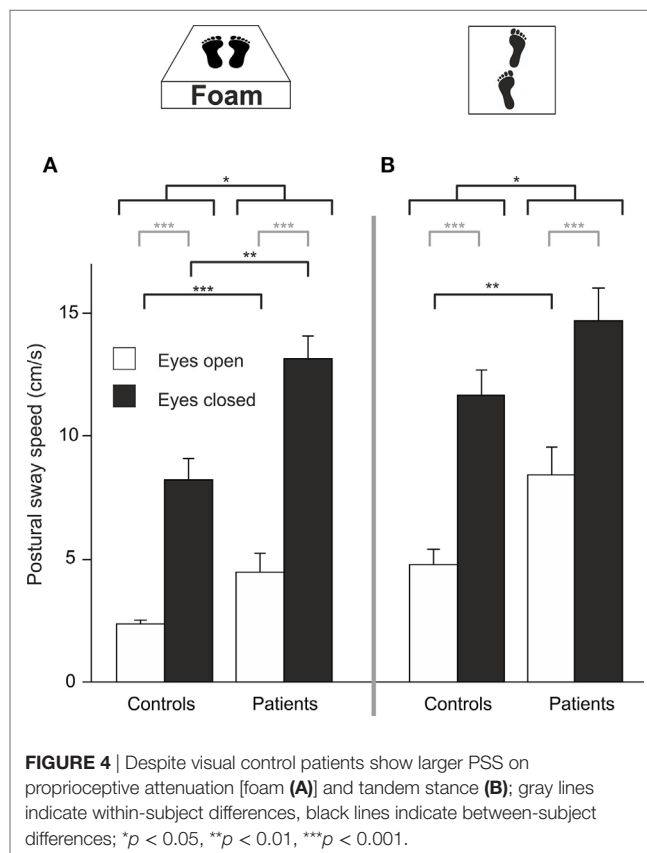 Foam
A
B
*
*
***
***
***
***
**
***
**
15
10
5
0
Postural sway speed (cm/s)
Eyes open
Eyes closed
Controls
Patients
Controls
Patients
FIGURE 4 | Despite visual control patients show larger PSS on
proprioceptive attenuation [foam (A)] and tandem stance (B); gray lines
indicate within-subject differences, black lines indicate between-subject
differences; *p < 0.05, **p < 0.01, ***p < 0.001.